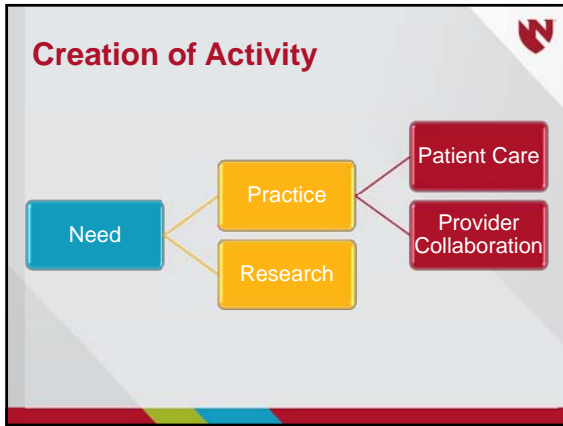 Creation of Activity
Need
Practice
Research
Patient Care
Provider
Collaboration